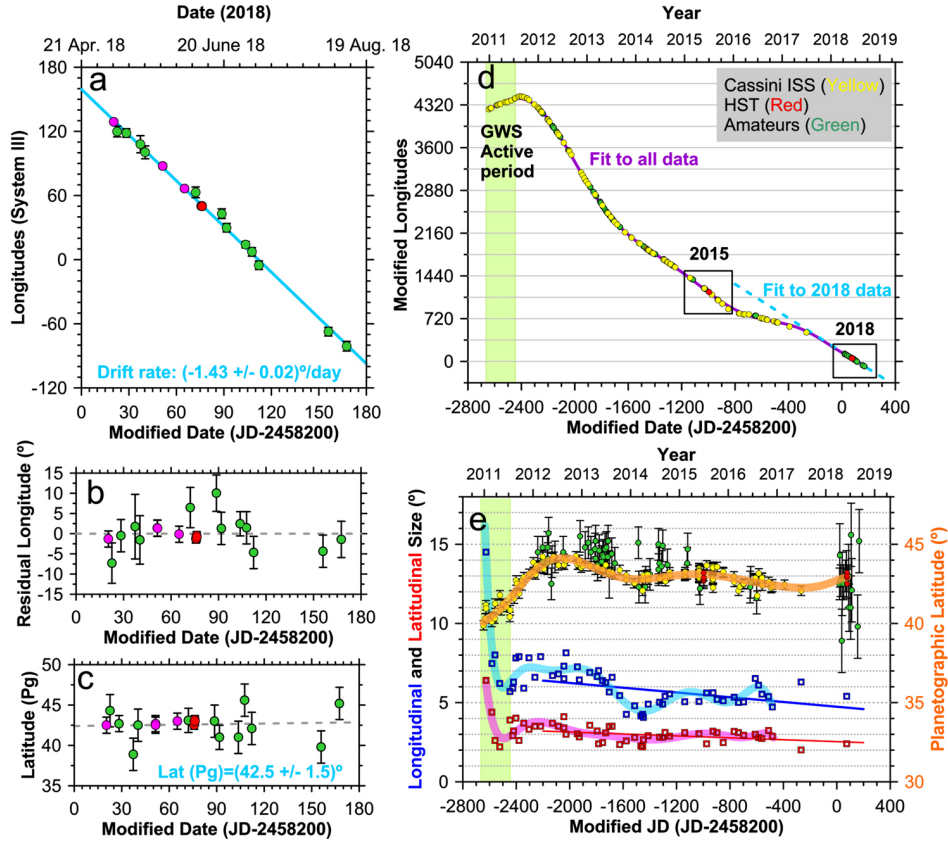 Date (2018)
21 Apr. 18 20 June 18 19 Aug. 18
a
180
120
60
0
-60
-120
Longitudes (System III)
Drift rate: (-1.43 +/- 0.02)º/day
0 30 60 90 120 150 180
Modified Date (JD-2458200)
Year
2011 2012 2013 2014 2015 2016 2017 2018 2019
d
5040
4320
3600
2880
2160
1440
720
0
Modified Longitudes
Cassini ISS (Yellow)
HST (Red)
Amateurs (Green)
GWS
Active
period
Fit to all data
2015
Fit to 2018 data
2018
-2800 -2400 -2000 -1600 -1200 -800 -400 0 400
Modified Date (JD-2458200)
b
15
10
5
0
-5
-10
-15
Residual Longitude (º)
0 30 60 90 120 150 180
Modified Date (JD-2458200)
c
50
45
40
35
Latitude (Pg)
Lat (Pg)=(42.5 +/- 1.5)º
0 30 60 90 120 150 180
Modified Date (JD-2458200)
Year
2011 2012 2013 2014 2015 2016 2017 2018 2019
e
15
10
5
0
Longitudinal and Latitudinal Size (º)
45
40
35
30
Planetographic Latitude (º)
-2800 -2400 -2000 -1600 -1200 -800 -400 0 400
Modified JD (JD-2458200)